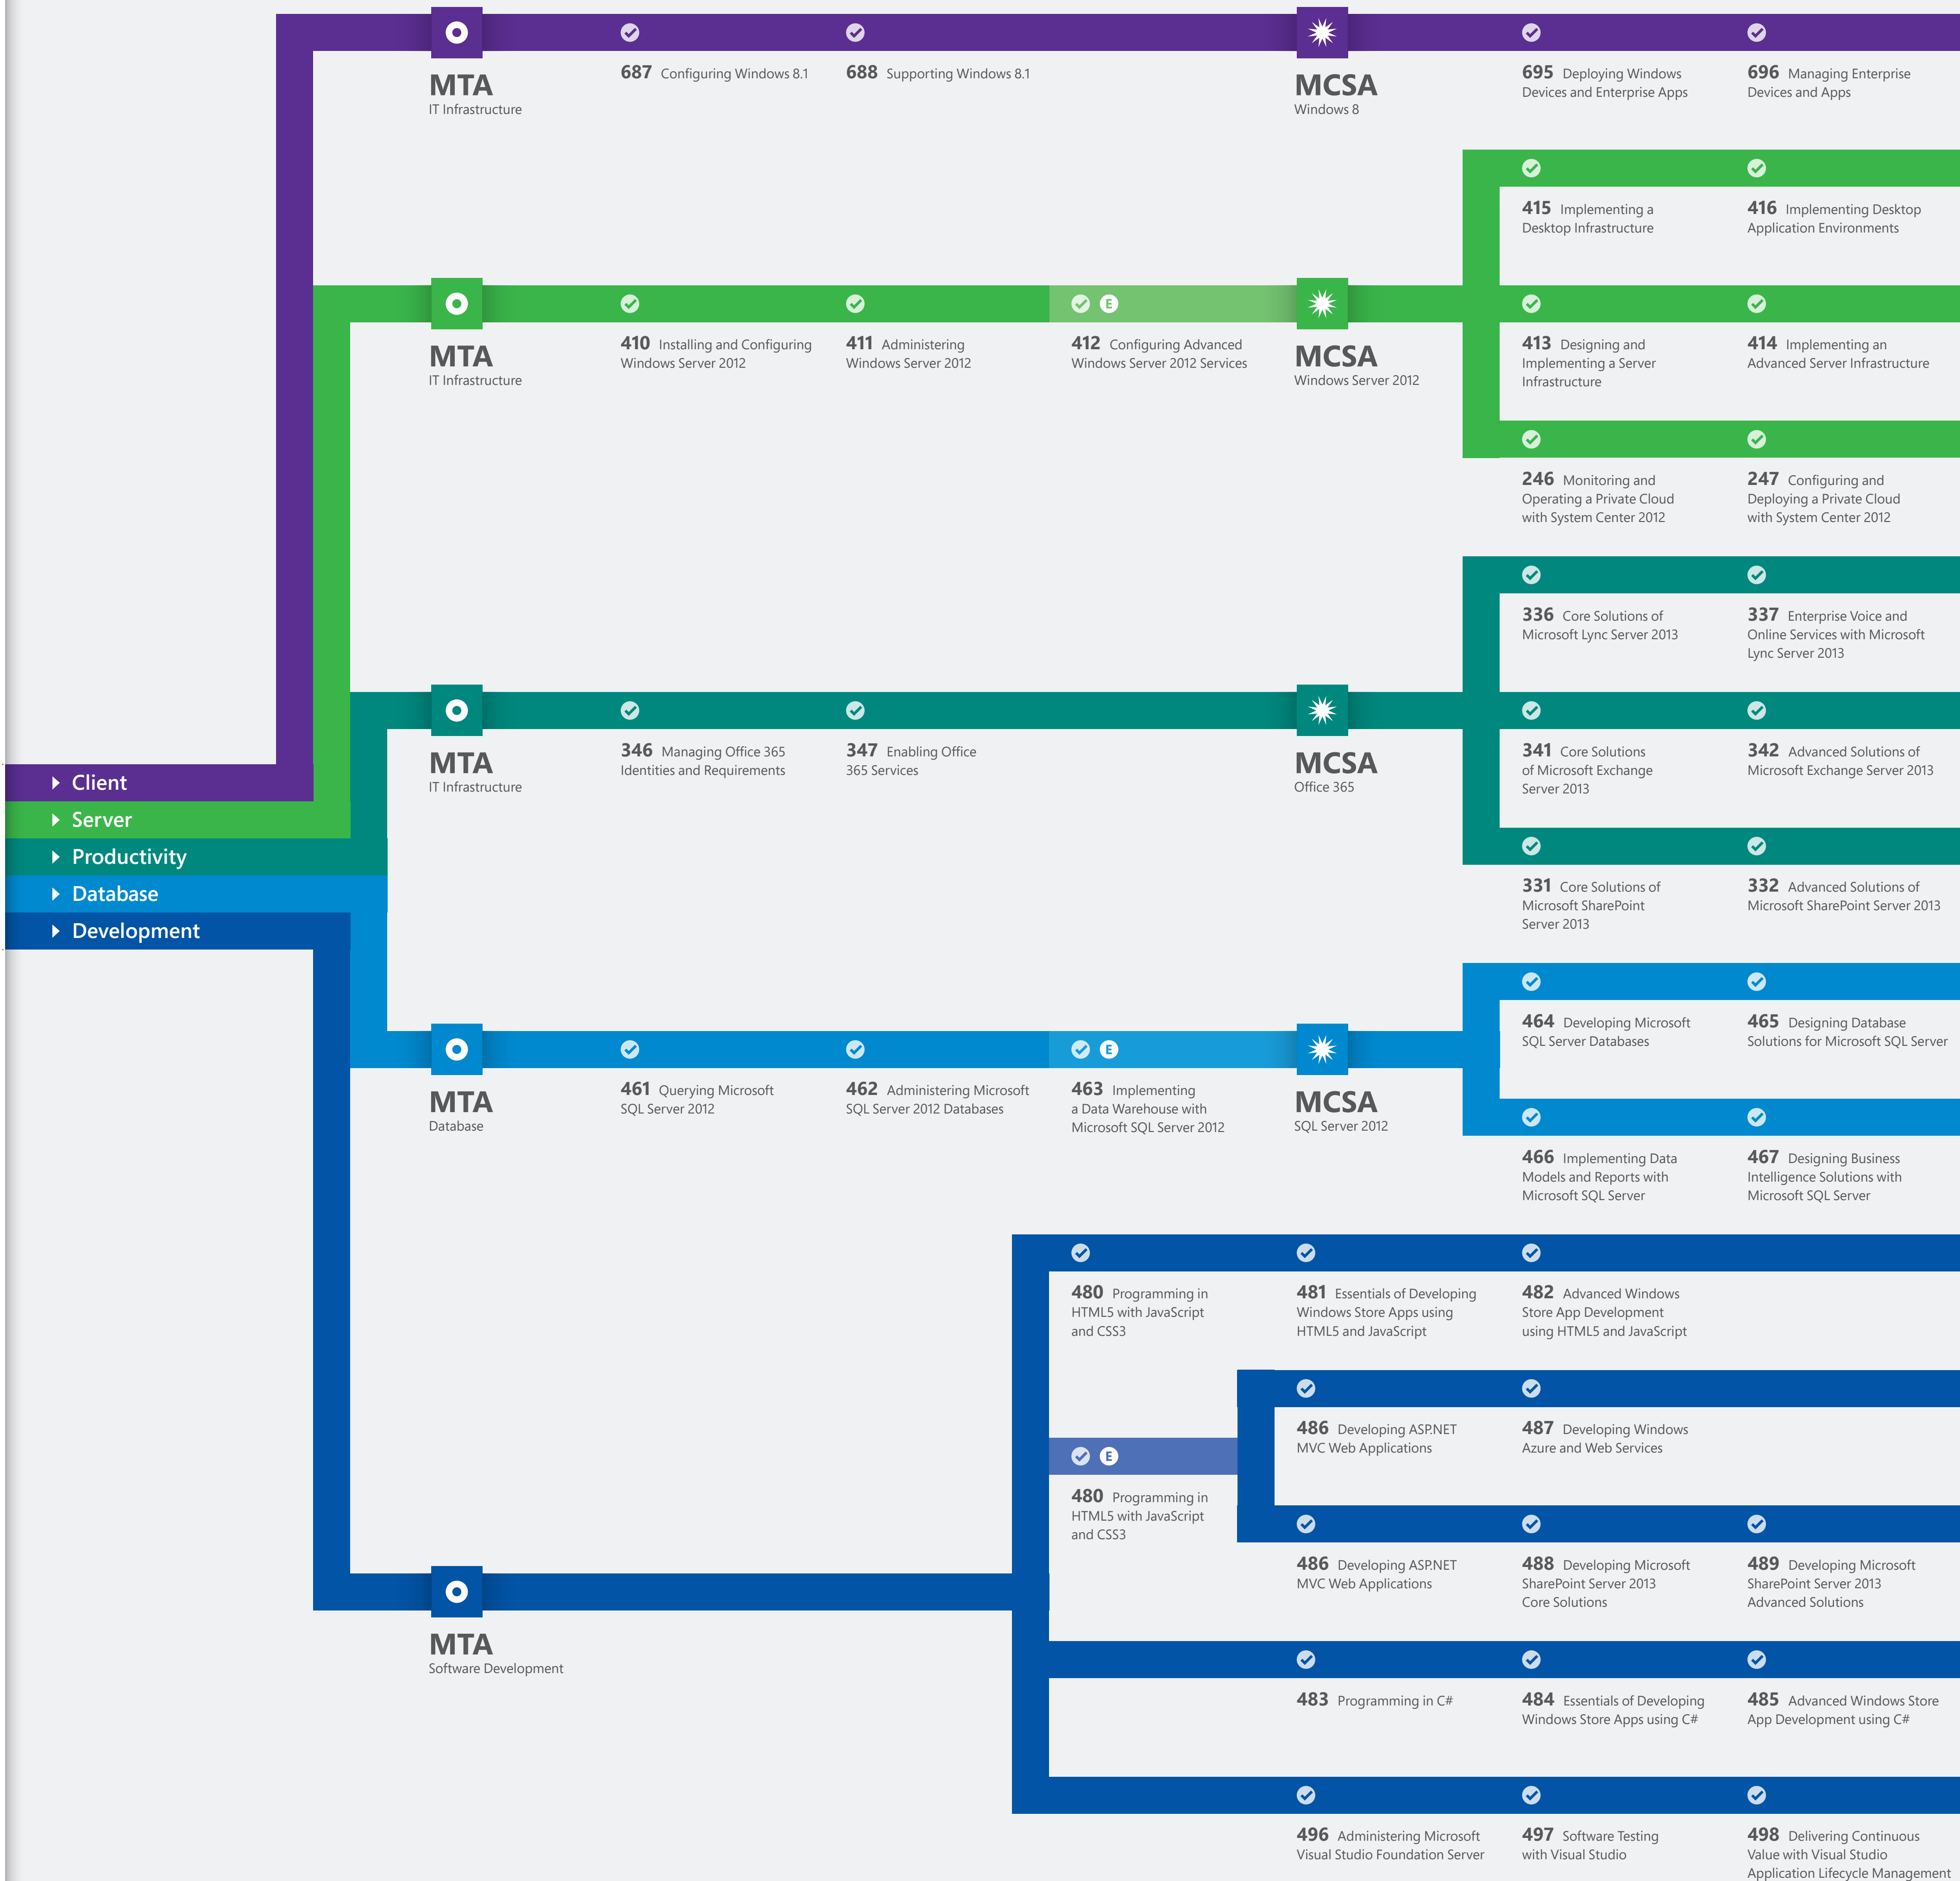 MTA
IT Infrastructure
687 Configuring Windows 8.1
688 Supporting Windows 8.1
MCSA
Windows 8
695 Deploying Windows
Devices and Enterprise Apps
696 Managing Enterprise
Devices and Apps
415 Implementing a
Desktop Infrastructure
416 Implementing Desktop
Application Environments
E
MTA
IT Infrastructure
410 Installing and Configuring
Windows Server 2012
411 Administering
Windows Server 2012
412 Configuring Advanced
Windows Server 2012 Services
MCSA
Windows Server 2012
413 Designing and
Implementing a Server
Infrastructure
414 Implementing an
Advanced Server Infrastructure
246 Monitoring and
Operating a Private Cloud
with System Center 2012
247 Configuring and
Deploying a Private Cloud
with System Center 2012
336 Core Solutions of
Microsoft Lync Server 2013
337 Enterprise Voice and
Online Services with Microsoft
Lync Server 2013
MTA
IT Infrastructure
346 Managing Office 365
Identities and Requirements
347 Enabling Office
365 Services
MCSA
Office 365
341 Core Solutions
of Microsoft Exchange
Server 2013
342 Advanced Solutions of
Microsoft Exchange Server 2013
Client
Server
Productivity
Database
Development
331 Core Solutions of
Microsoft SharePoint
Server 2013
332 Advanced Solutions of
Microsoft SharePoint Server 2013
464 Developing Microsoft
SQL Server Databases
465 Designing Database
Solutions for Microsoft SQL Server
E
MTA
Database
461 Querying Microsoft
SQL Server 2012
462 Administering Microsoft
SQL Server 2012 Databases
463 Implementing
a Data Warehouse with
Microsoft SQL Server 2012
MCSA
SQL Server 2012
466 Implementing Data
Models and Reports with
Microsoft SQL Server
467 Designing Business
Intelligence Solutions with
Microsoft SQL Server
480 Programming in
HTML5 with JavaScript
and CSS3
481 Essentials of Developing
Windows Store Apps using
HTML5 and JavaScript
482 Advanced Windows
Store App Development
using HTML5 and JavaScript
486 Developing ASP.NET
MVC Web Applications
487 Developing Windows
Azure and Web Services
E
480 Programming in
HTML5 with JavaScript
and CSS3
486 Developing ASP.NET
MVC Web Applications
488 Developing Microsoft
SharePoint Server 2013
Core Solutions
489 Developing Microsoft
SharePoint Server 2013
Advanced Solutions
MTA
Software Development
483 Programming in C#
484 Essentials of Developing
Windows Store Apps using C#
485 Advanced Windows Store
App Development using C#
496 Administering Microsoft
Visual Studio Foundation Server
497 Software Testing
with Visual Studio
498 Delivering Continuous
Value with Visual Studio
Application Lifecycle Management